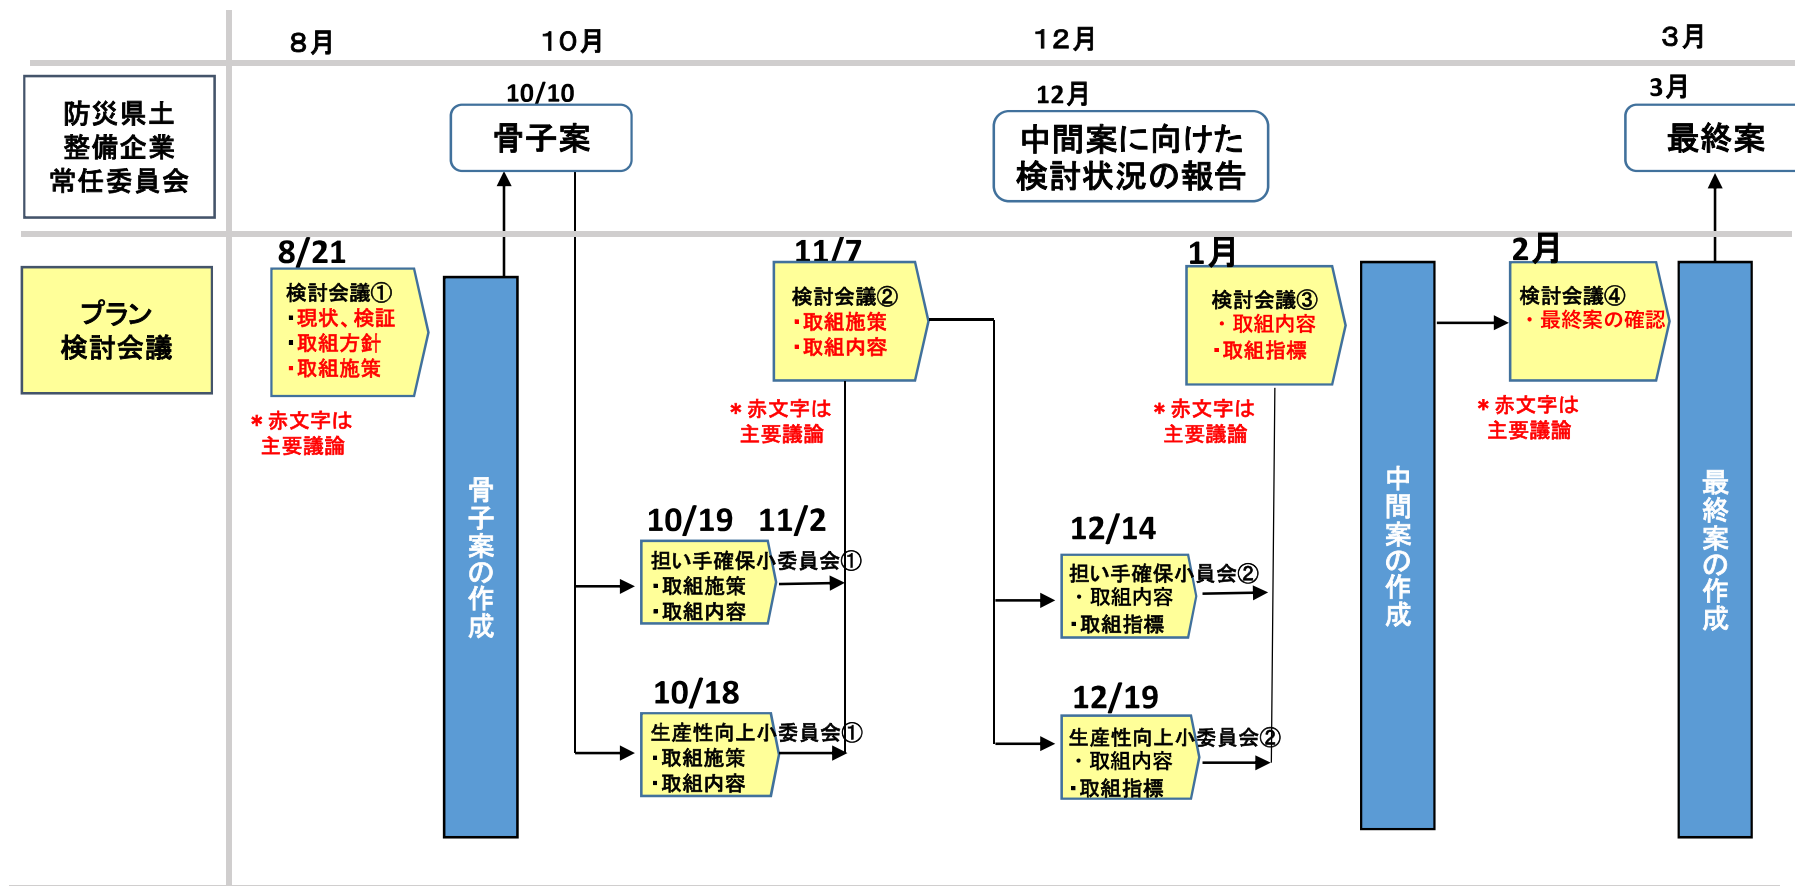 8月
10月
12月
3月
防災県土
整備企業
常任委員会
10/10
骨子案
12月
中間案に向けた
検討状況の報告
3月
最終案
プラン
検討会議
8/21
検討会議①
・現状、検証
・取組方針
・取組施策
＊赤文字は
主要議論
骨子案の作成
11/7
検討会議②
・取組施策
・取組内容
＊赤文字は
主要議論
10/19 11/2
担い手確保小委員会①
・取組施策
・取組内容
10/18
生産性向上小委員会①
・取組施策
・取組内容
1月
検討会議③
・取組内容
・取組指標
＊赤文字は
主要議論
12/14
担い手確保小員会②
・取組内容
・取組指標
12/19
生産性向上小委員会②
・取組内容
・取組指標
中間案の作成
2月
検討会議④
・最終案の確認
＊赤文字は
主要議論
最終案の作成